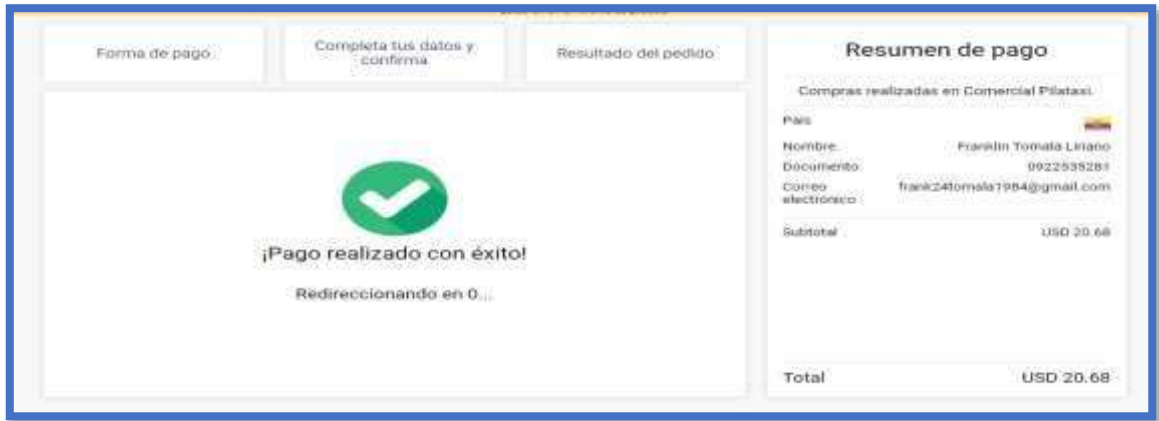 Forma de pago
Completa tus datos y
confirma
Resultado del pedido
¡Pago realizado con éxito!
Redireccionando en 0...
Resumen de pago
Compras realizadas en Comercial Pilataxi.
País
Nombre Franklin Tomala Liriano
Documento 0922535281
Correo frank24tomala1984@gmail.com
electrónico
Subtotal USD 20.68
Total USD 20.68